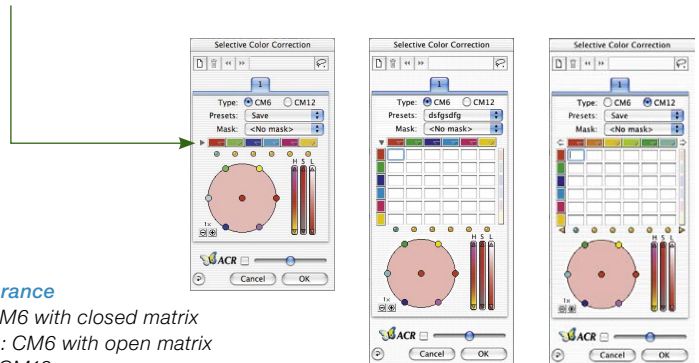 Selective Color Correction
1
Type: CM6 CM12
Presets: Save
Mask: <No mask>
H S L
1x
ACR
Cancel OK
Selective Color Correction
1
Type: CM6 CM12
Presets: dsfgsdfg
Mask: <No mask>
H S L
1x
ACR
Cancel OK
Selective Color Correction
1
Type: CM6 CM12
Mask: <No mask>
H S L
1x
ACR
Cancel OK
rance
M6 with closed matrix
: CM6 with open matrix